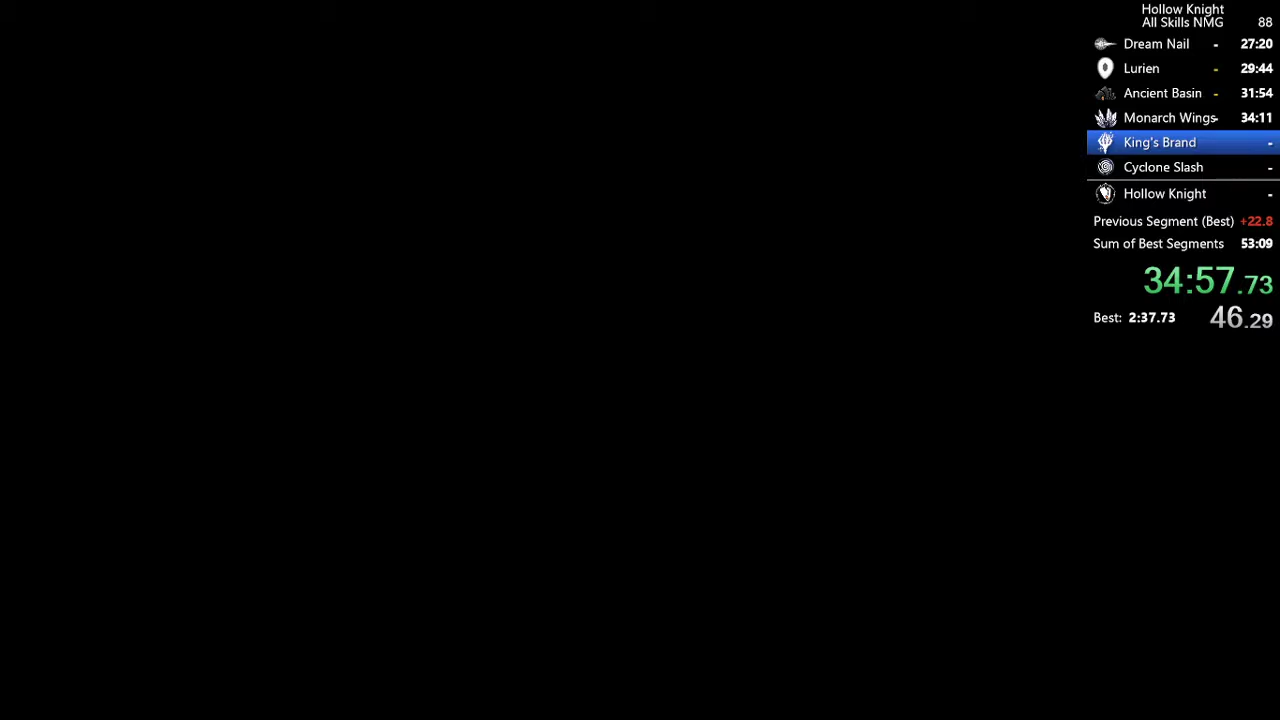 Hollow Knight
All Skills NMG 88
Dream Nail - 27:20
Lurien - 29:44
Ancient Basin - 31:54
Monarch Wings- 34:11
King's Brand -
Cyclone Slash -
Hollow Knight -
Previous Segment (Best) +22.8
Sum of Best Segments 53:09
34:57.73
Best: 2:37.73 46.29